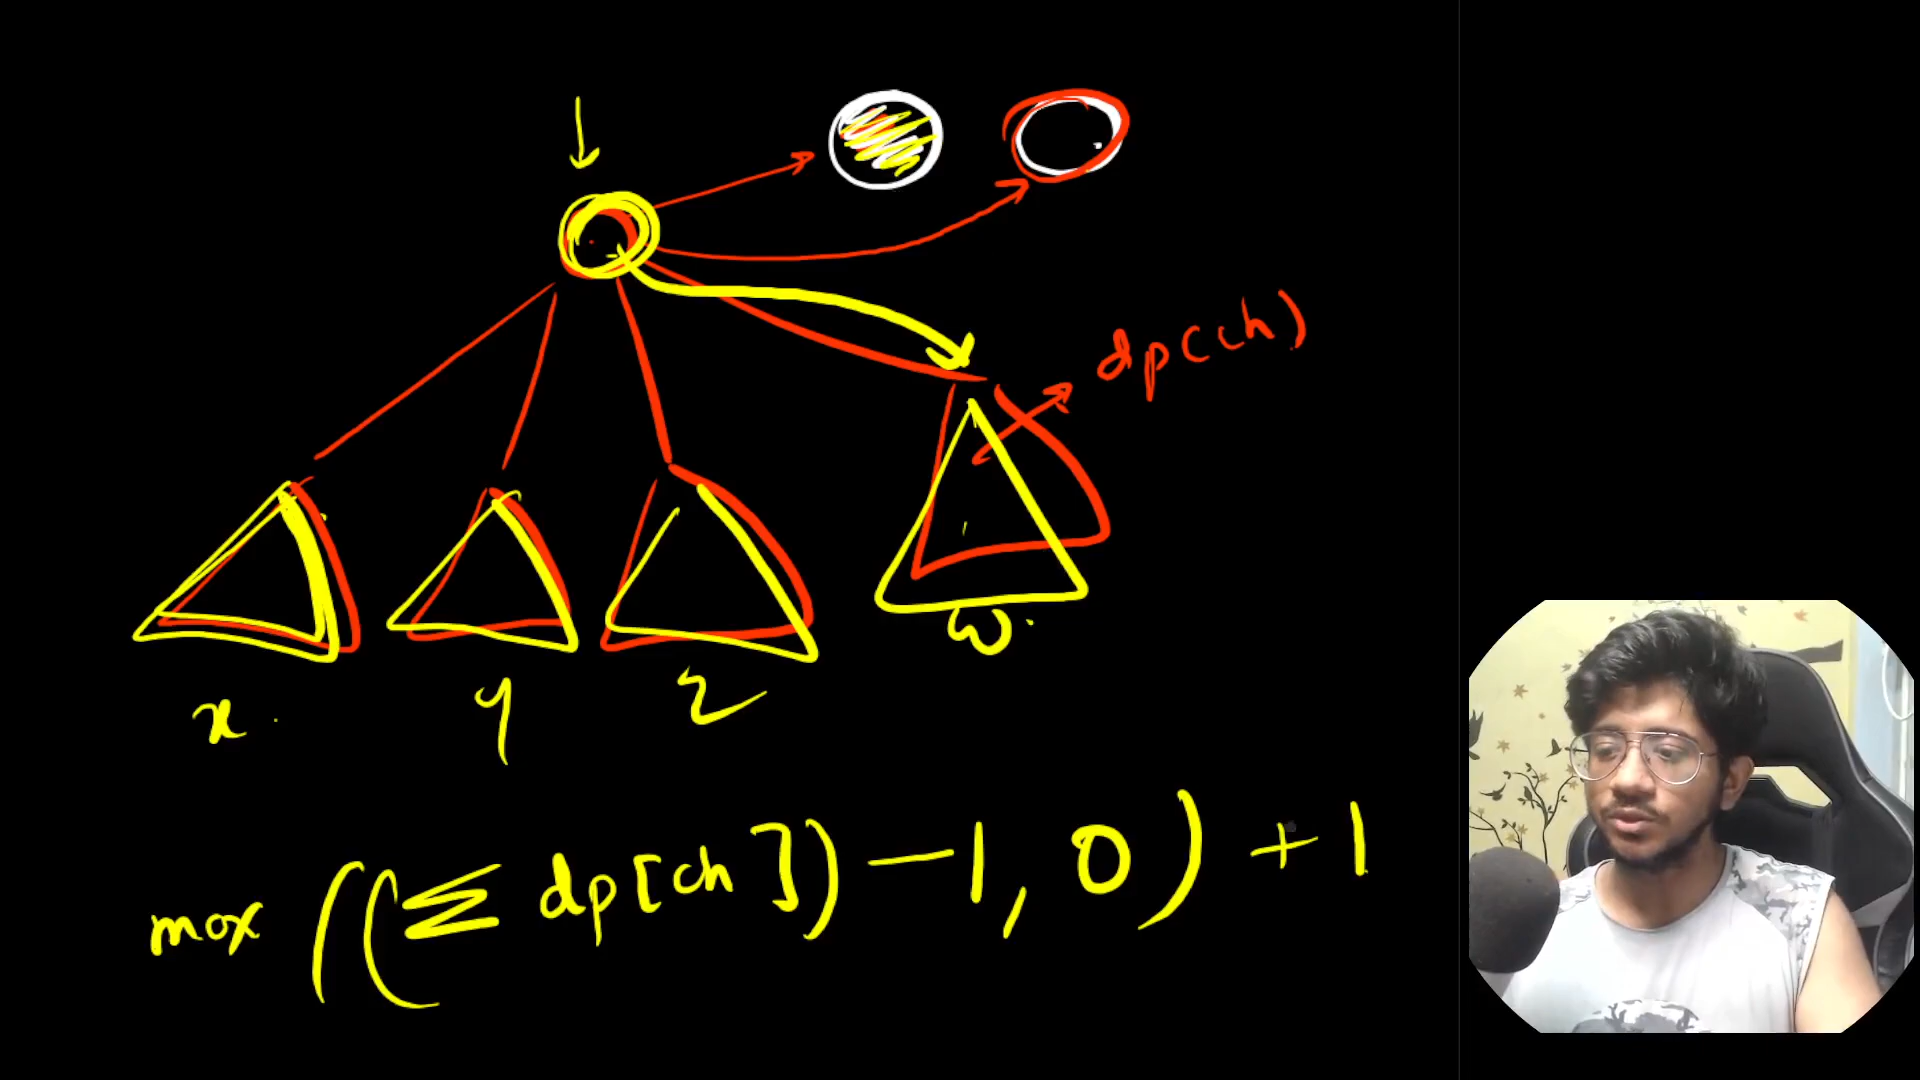 dp(ch)
w.
x. y z
max ((Σ dp[ch]) - 1, 0) + 1